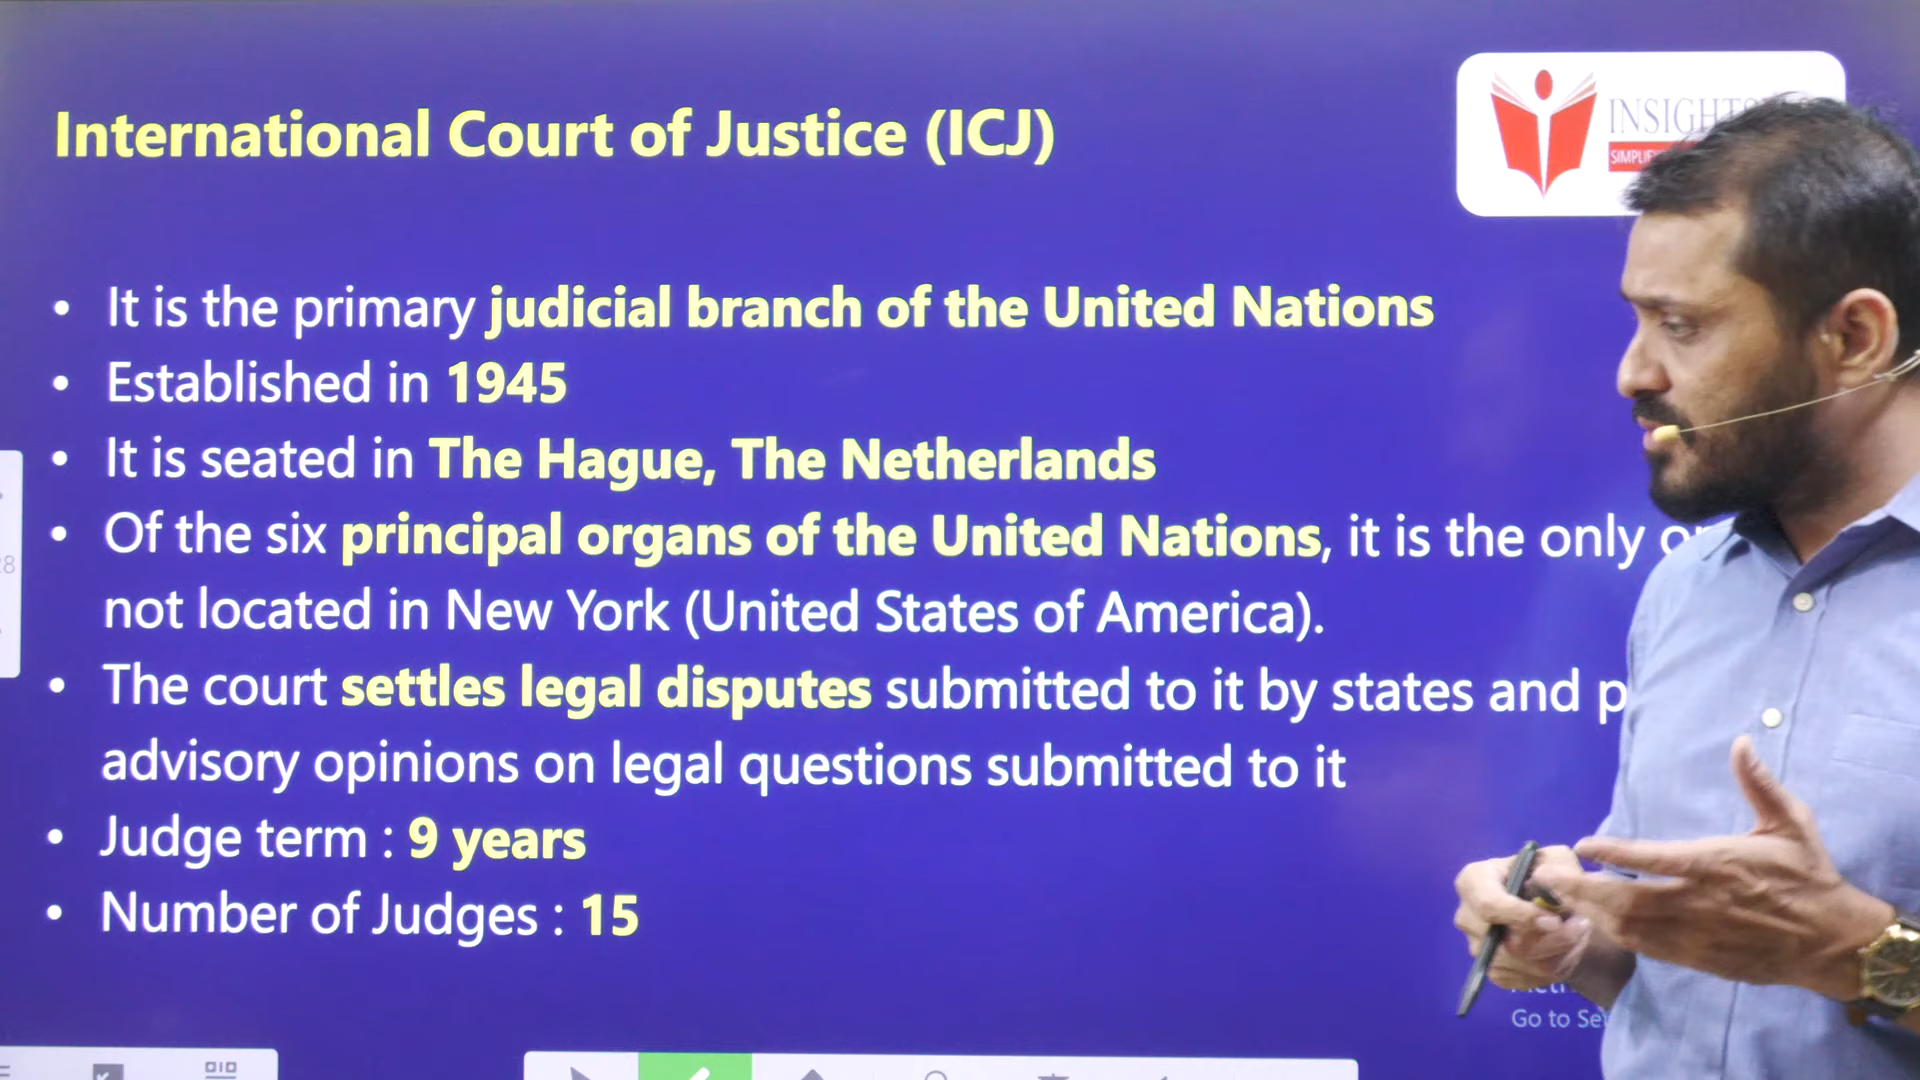 International Court of Justice (ICJ)
INSIGHTS
• It is the primary judicial branch of the United Nations
• Established in 1945
• It is seated in The Hague, The Netherlands
• Of the six principal organs of the United Nations, it is the only
not located in New York (United States of America).
• The court settles legal disputes submitted to it by states and
advisory opinions on legal questions submitted to it
• Judge term : 9 years
• Number of Judges : 15
Go to